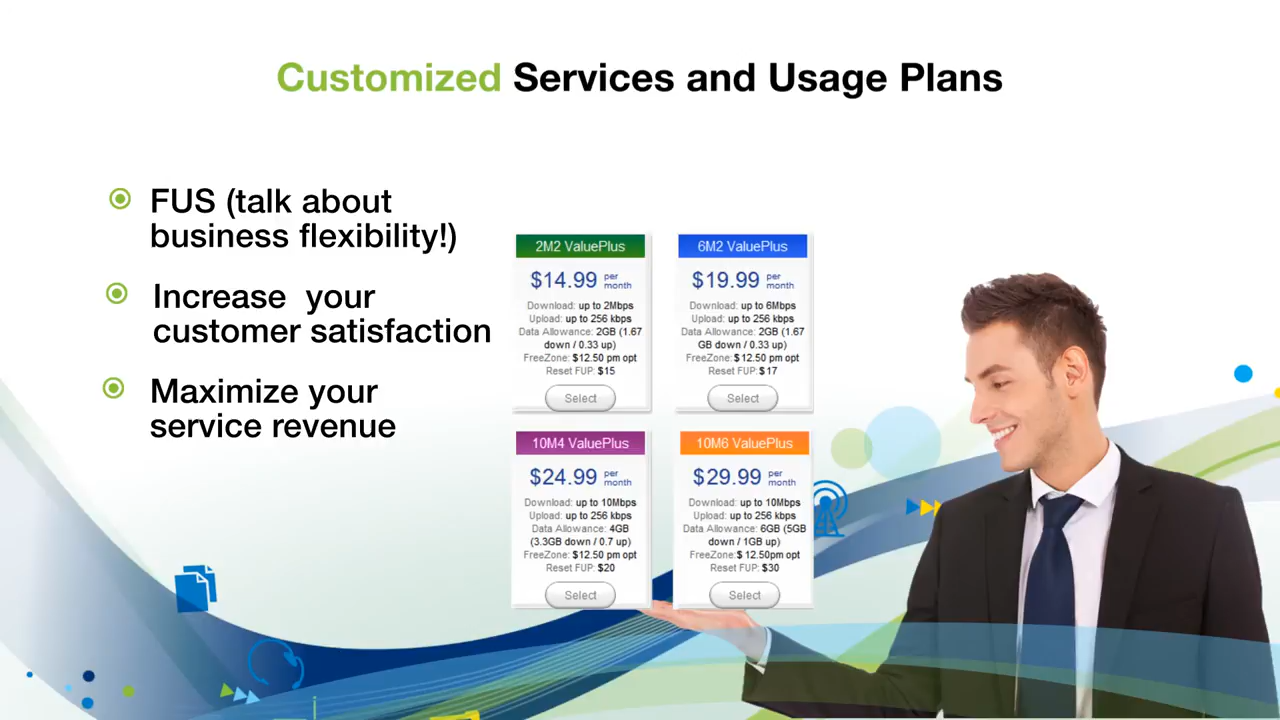 Customized Services and Usage Plans
FUS (talk about
business flexibility!)
Increase  your
customer satisfaction
Maximize your
service revenue
2M2 ValuePlus
$14.99 per month
Download: up to 2Mbps
Upload: up to 256 kbps
Data Allowance: 2GB (1.67
down / 0.33 up)
FreeZone: $12.50 pm opt
Reset FUP: $15
Select
6M2 ValuePlus
$19.99 per month
Download: up to 6Mbps
Upload: up to 256 kbps
Data Allowance: 2GB (1.67
GB down / 0.33 up)
FreeZone: $12.50 pm opt
Reset FUP: $17
Select
10M4 ValuePlus
$24.99 per month
Download: up to 10Mbps
Upload: up to 256 kbps
Data Allowance: 4GB
(3.3GB down / 0.7 up)
FreeZone: $12.50 pm opt
Reset FUP: $20
Select
10M6 ValuePlus
$29.99 per month
Download: up to 10Mbps
Upload: up to 256 kbps
Data Allowance: 6GB (5GB
down / 1GB up)
FreeZone: $ 12.50pm opt
Reset FUP: $30
Select